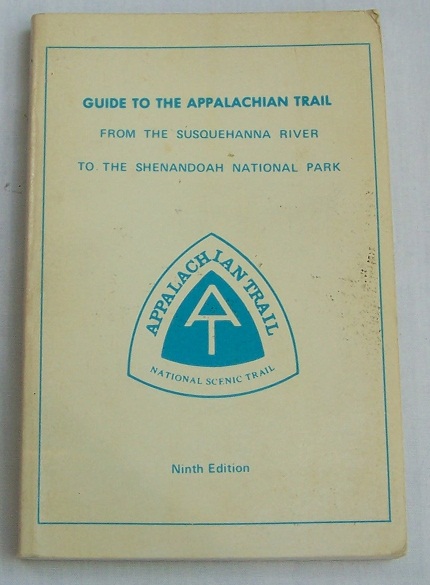 GUIDE TO THE APPALACHIAN TRAIL
FROM THE SUSQUEHANNA RIVER
TO THE SHENANDOAH NATIONAL PARK
APPALACHIAN TRAIL
AT
NATIONAL SCENIC TRAIL
Ninth Edition